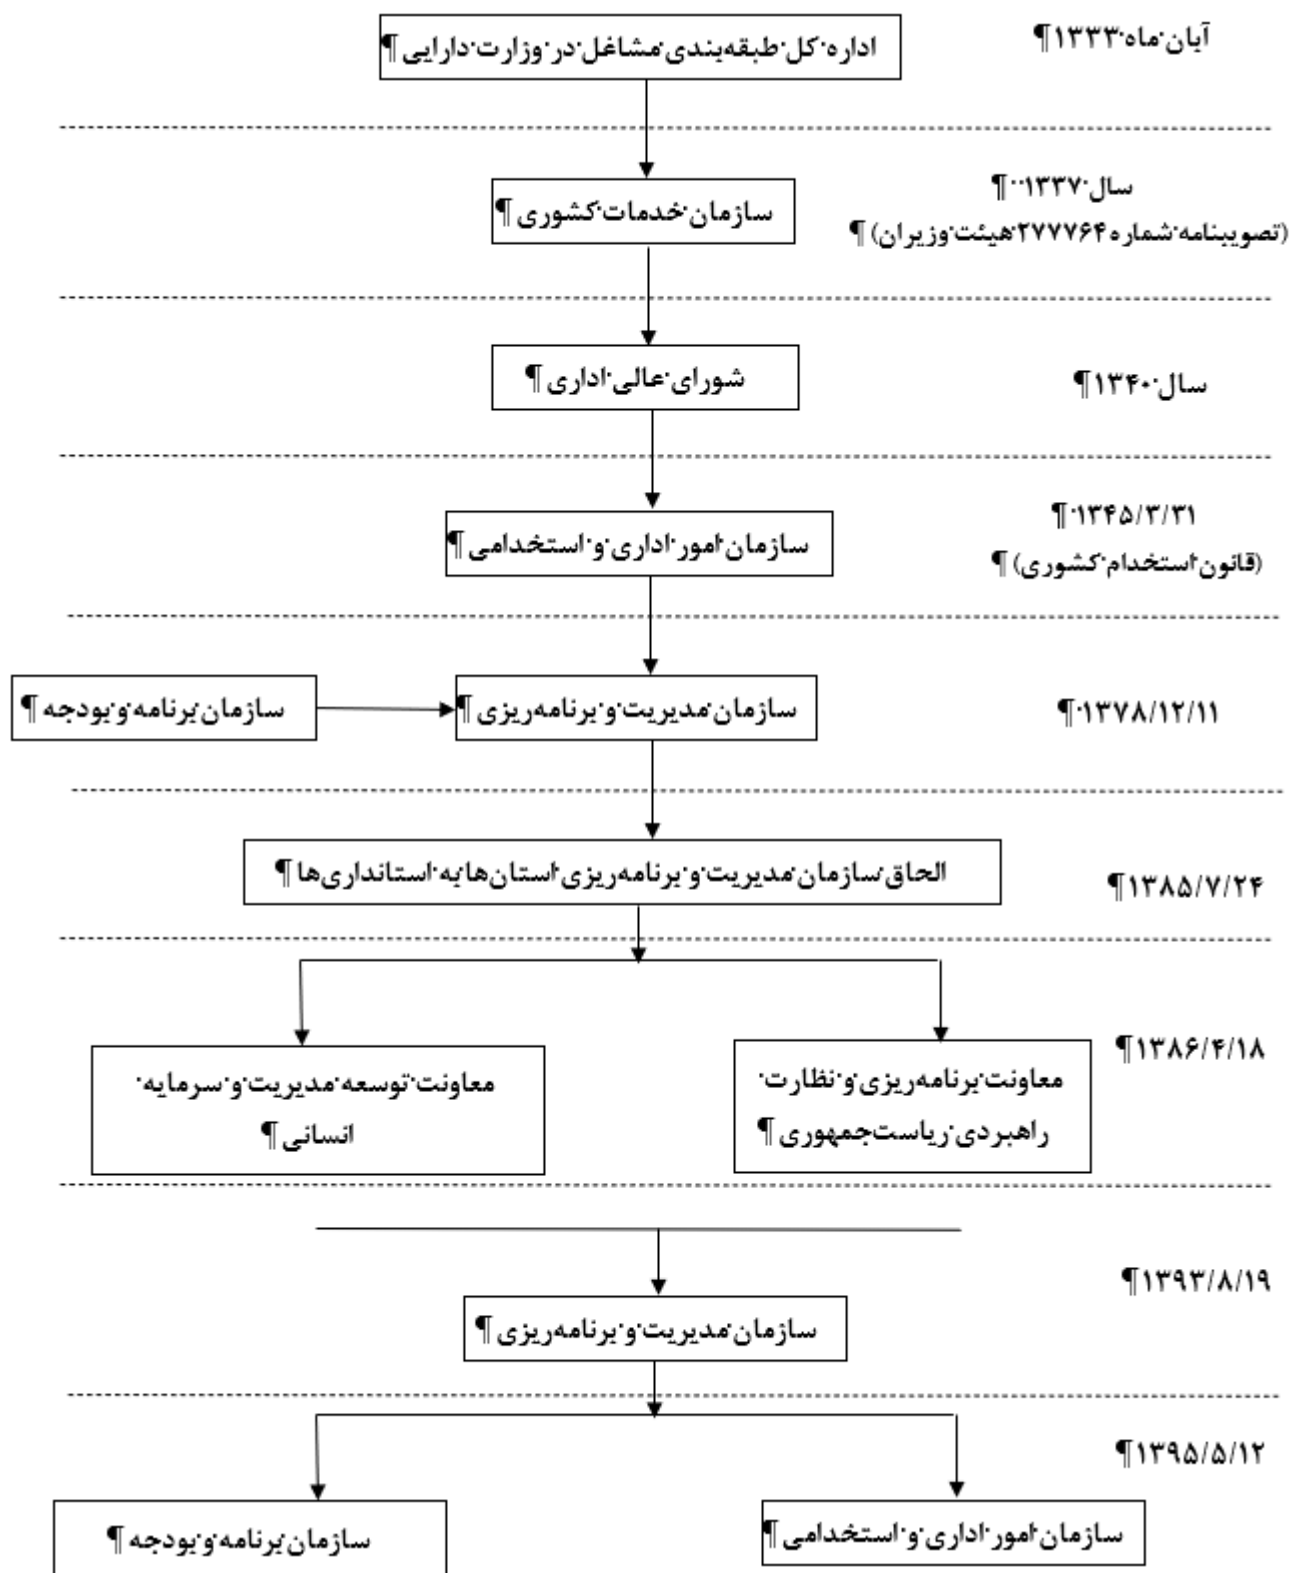 آبان ماه ۱۳۳۳¶
اداره کل طبقه‌بندی مشاغل در وزارت دارایی¶
سال ۱۳۳۷¶
(تصویبنامه شماره ۲۷۷۷۶۴ هیئت وزیران)¶
سازمان خدمات کشوری¶
سال ۱۳۴۰¶
شورای عالی اداری¶
۱۳۴۵/۳/۳۱¶
(قانون استخدام کشوری)¶
سازمان امور اداری و استخدامی¶
۱۳۷۸/۱۲/۱۱¶
سازمان مدیریت و برنامه‌ریزی¶
سازمان برنامه و بودجه¶
۱۳۸۵/۷/۲۴¶
الحاق سازمان مدیریت و برنامه‌ریزی استان‌ها به استانداری‌ها¶
۱۳۸۶/۴/۱۸¶
معاونت برنامه‌ریزی و نظارت
راهبردی ریاست‌جمهوری¶
معاونت توسعه مدیریت و سرمایه
انسانی¶
۱۳۹۳/۸/۱۹¶
سازمان مدیریت و برنامه‌ریزی¶
۱۳۹۵/۵/۱۲¶
سازمان امور اداری و استخدامی¶
سازمان برنامه و بودجه¶